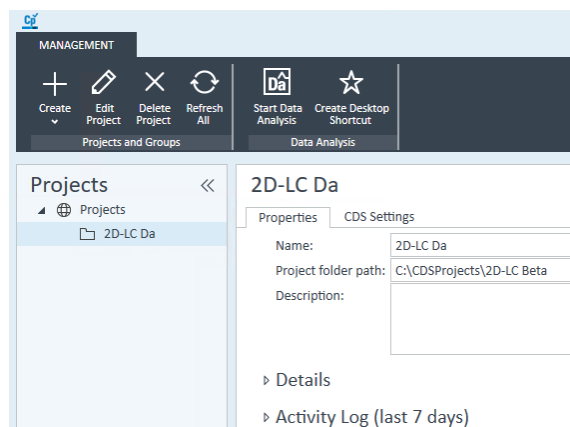 Cp
MANAGEMENT
Create
Edit Project
Delete Project
Refresh All
Projects and Groups
Da
Start Data Analysis
Create Desktop Shortcut
Data Analysis
Projects
Projects
2D-LC Da
2D-LC Da
Properties
CDS Settings
Name:
2D-LC Da
Project folder path:
C:\CDSProjects\2D-LC Beta
Description:
Details
Activity Log (last 7 days)